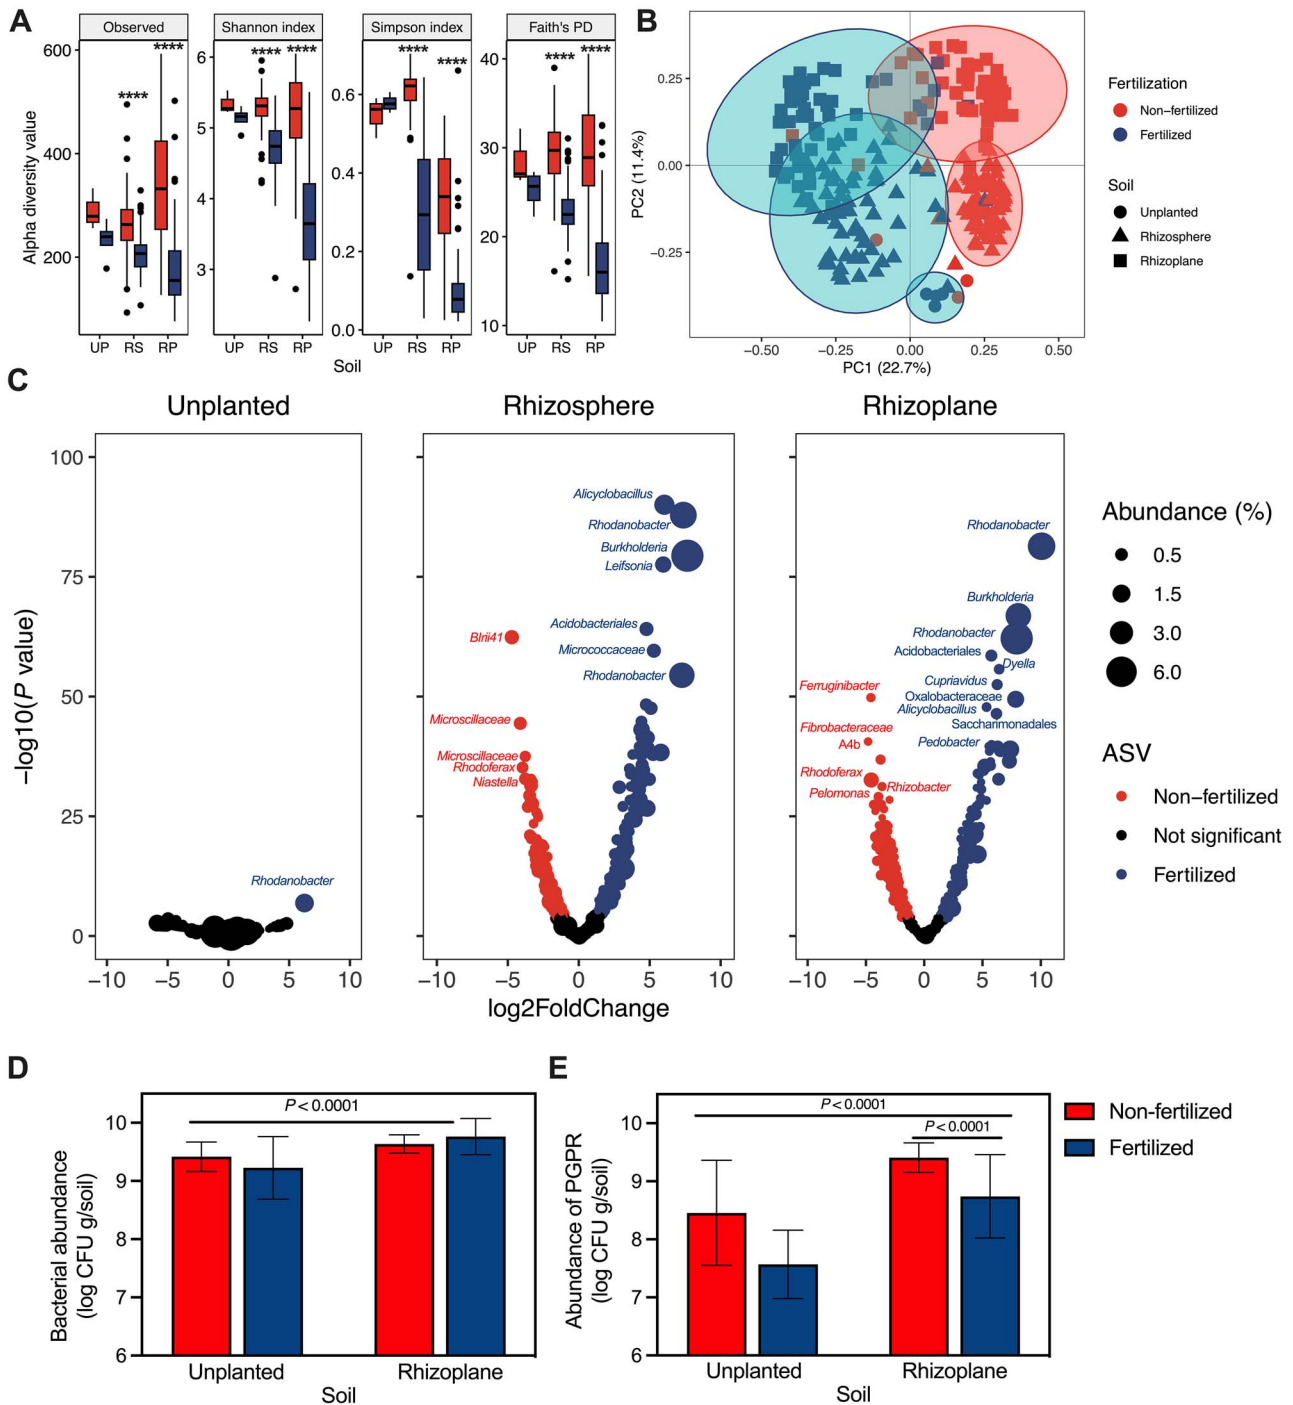 A
Observed
Shannon index
Simpson index
Faith's PD
Alpha diversity value
600
400
200
6
5
4
3
0.6
0.4
0.2
0.0
40
30
20
10
****
****
****
****
****
****
****
****
UP RS RP
UP RS RP
UP RS RP
UP RS RP
Soil
B
PC2 (11.4%)
0.25
0.00
−0.25
−0.50 −0.25 0.00 0.25 0.50
PC1 (22.7%)
Fertilization
Non−fertilized
Fertilized
Soil
Unplanted
Rhizosphere
Rhizoplane
C
Unplanted
Rhizosphere
Rhizoplane
−log10(P value)
100
75
50
25
0
Rhodanobacter
Alicyclobacillus
Rhodanobacter
Burkholderia
Leifsonia
Acidobacteriales
Blrii41
Micrococcaceae
Rhodanobacter
Microscillaceae
Microscillaceae
Rhodoferax
Niastella
Rhodanobacter
Burkholderia
Rhodanobacter
Acidobacteriales
Dyella
Cupriavidus
Ferruginibacter
Oxalobacteraceae
Alicyclobacillus
Saccharimonadales
Fibrobacteraceae
A4b
Pedobacter
Rhodoferax
Rhizobacter
Pelomonas
−10 −5 0 5 10
−10 −5 0 5 10
−10 −5 0 5 10
log2FoldChange
Abundance (%)
0.5
1.5
3.0
6.0
ASV
Non−fertilized
Not significant
Fertilized
D
Bacterial abundance
(log CFU g/soil)
10
9
8
7
6
P < 0.0001
Unplanted Rhizoplane
Soil
E
Abundance of PGPR
(log CFU g/soil)
10
9
8
7
6
P < 0.0001
P < 0.0001
Unplanted Rhizoplane
Soil
Non-fertilized
Fertilized